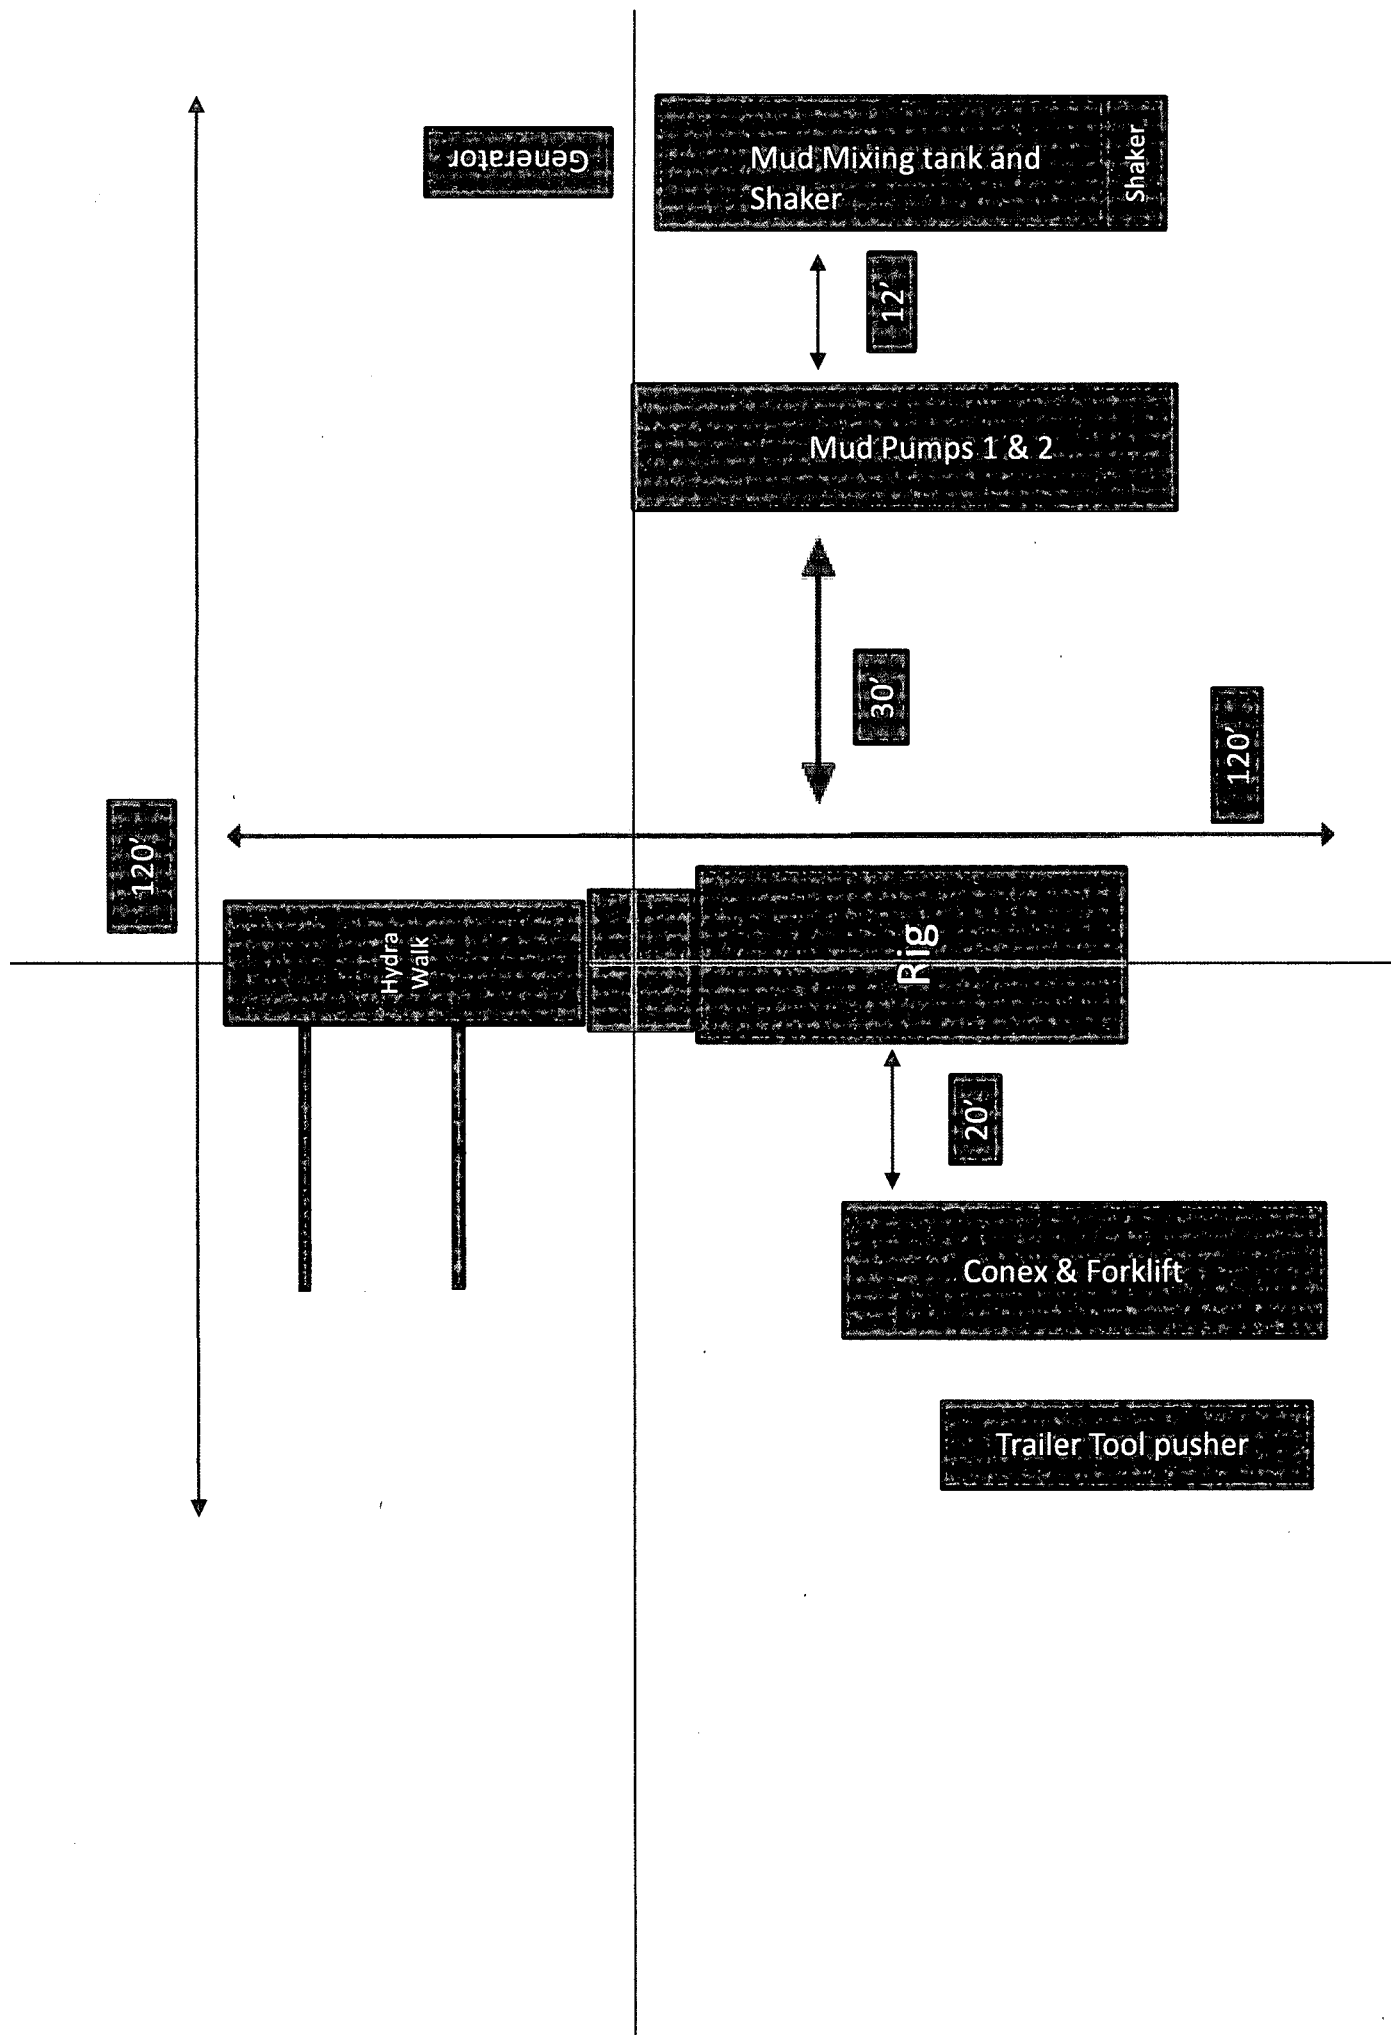 Generator
Mud Mixing tank and
Shaker
Shaker
12'
Mud Pumps 1 & 2
30'
120'
120'
Hydra
Walk
Rig
20'
Conex & Forklift
Trailer Tool pusher